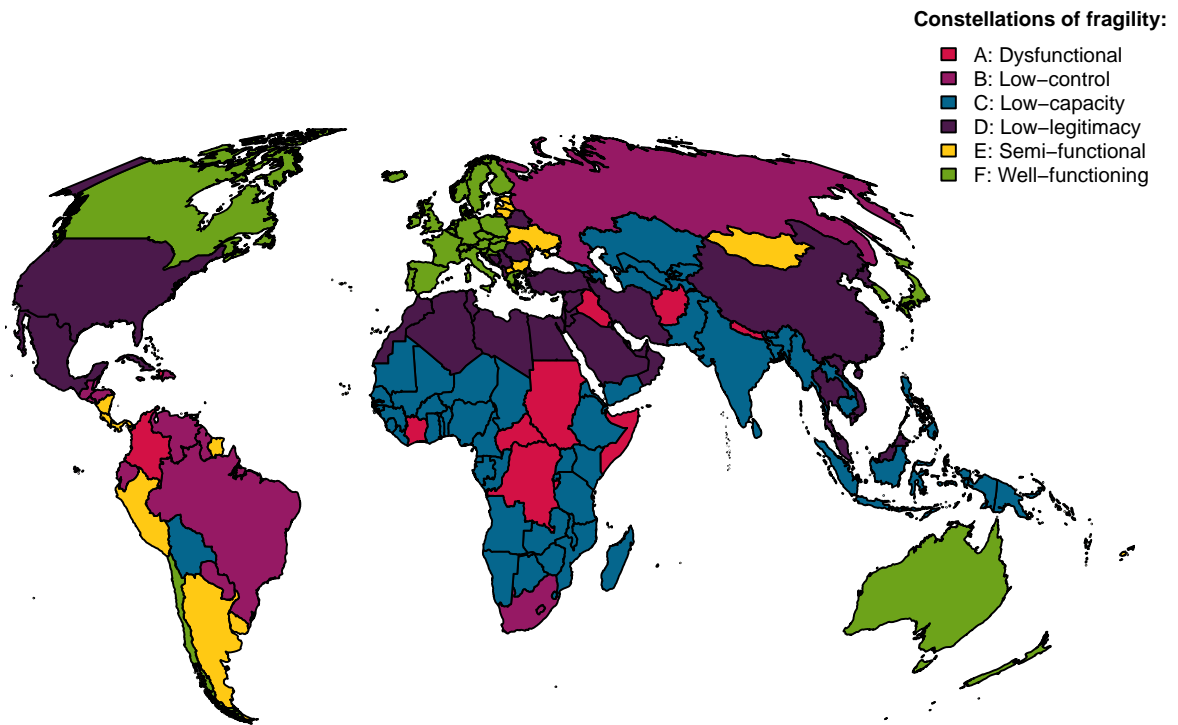 Constellations of fragility:
A: Dysfunctional
B: Low−control
C: Low−capacity
D: Low−legitimacy
E: Semi−functional
F: Well−functioning